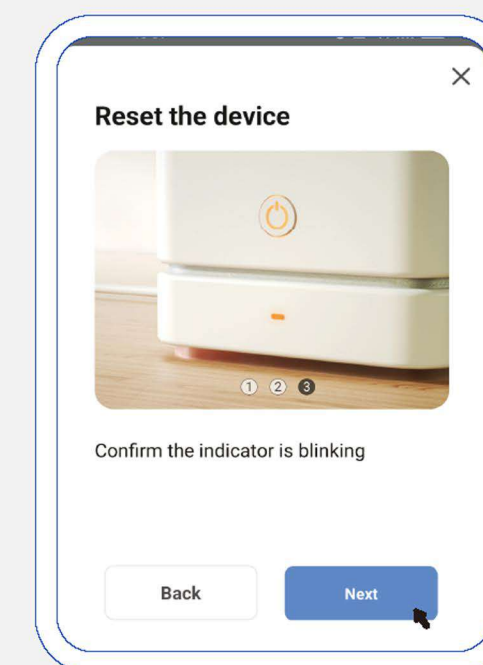 Reset the device
1 2 3
Confirm the indicator is blinking
Back Next